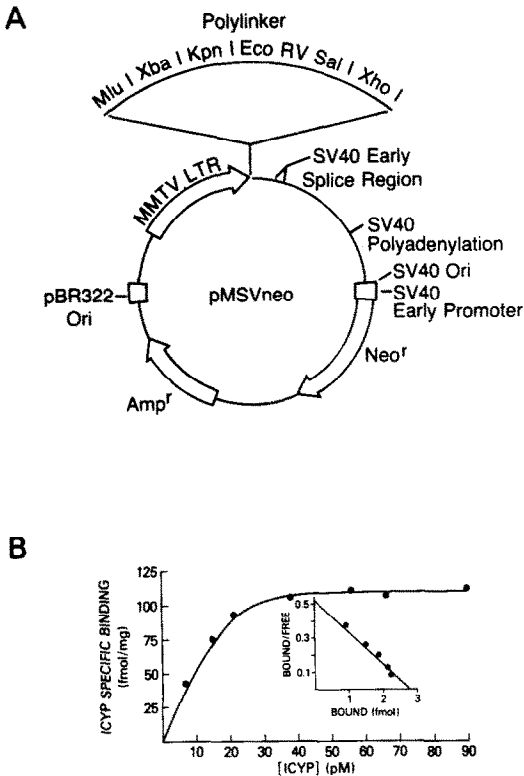 A
Polylinker
Mlu I Xba I Kpn I Eco RV Sal I Xho I
MMTV LTR
SV40 Early
Splice Region
SV40
Polyadenylation
SV40 Ori
SV40
Early Promoter
pBR322
Ori
pMSVneo
Neor
Ampr
B
ICYP SPECIFIC BINDING
(fmol/mg)
125
100
75
50
25
10 20 30 40 50 60 70 80 90
[ICYP] (pM)
BOUND/FREE
0.5
0.3
0.1
1 2 3
BOUND (fmol)